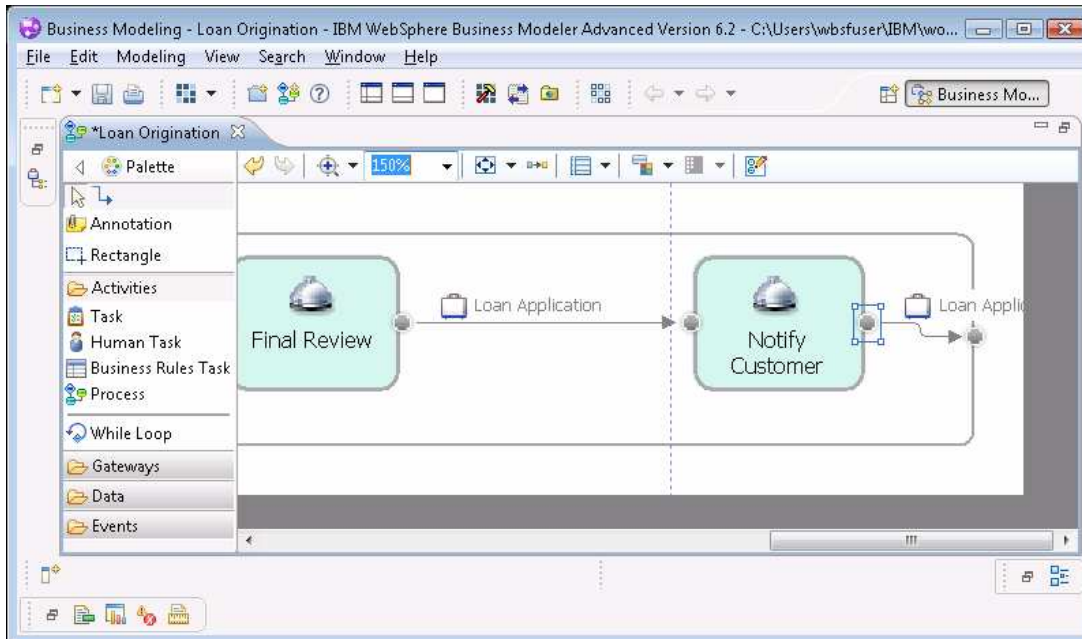 Business Modeling - Loan Origination - IBM WebSphere Business Modeler Advanced Version 6.2 - C:\Users\wbsfuser\IBM\wo...
File Edit Modeling View Search Window Help
Business Mo...
*Loan Origination
Palette
150%
Annotation
Rectangle
Activities
Task
Human Task
Business Rules Task
Process
While Loop
Gateways
Data
Events
Final Review
Loan Application
Notify
Customer
Loan Applic